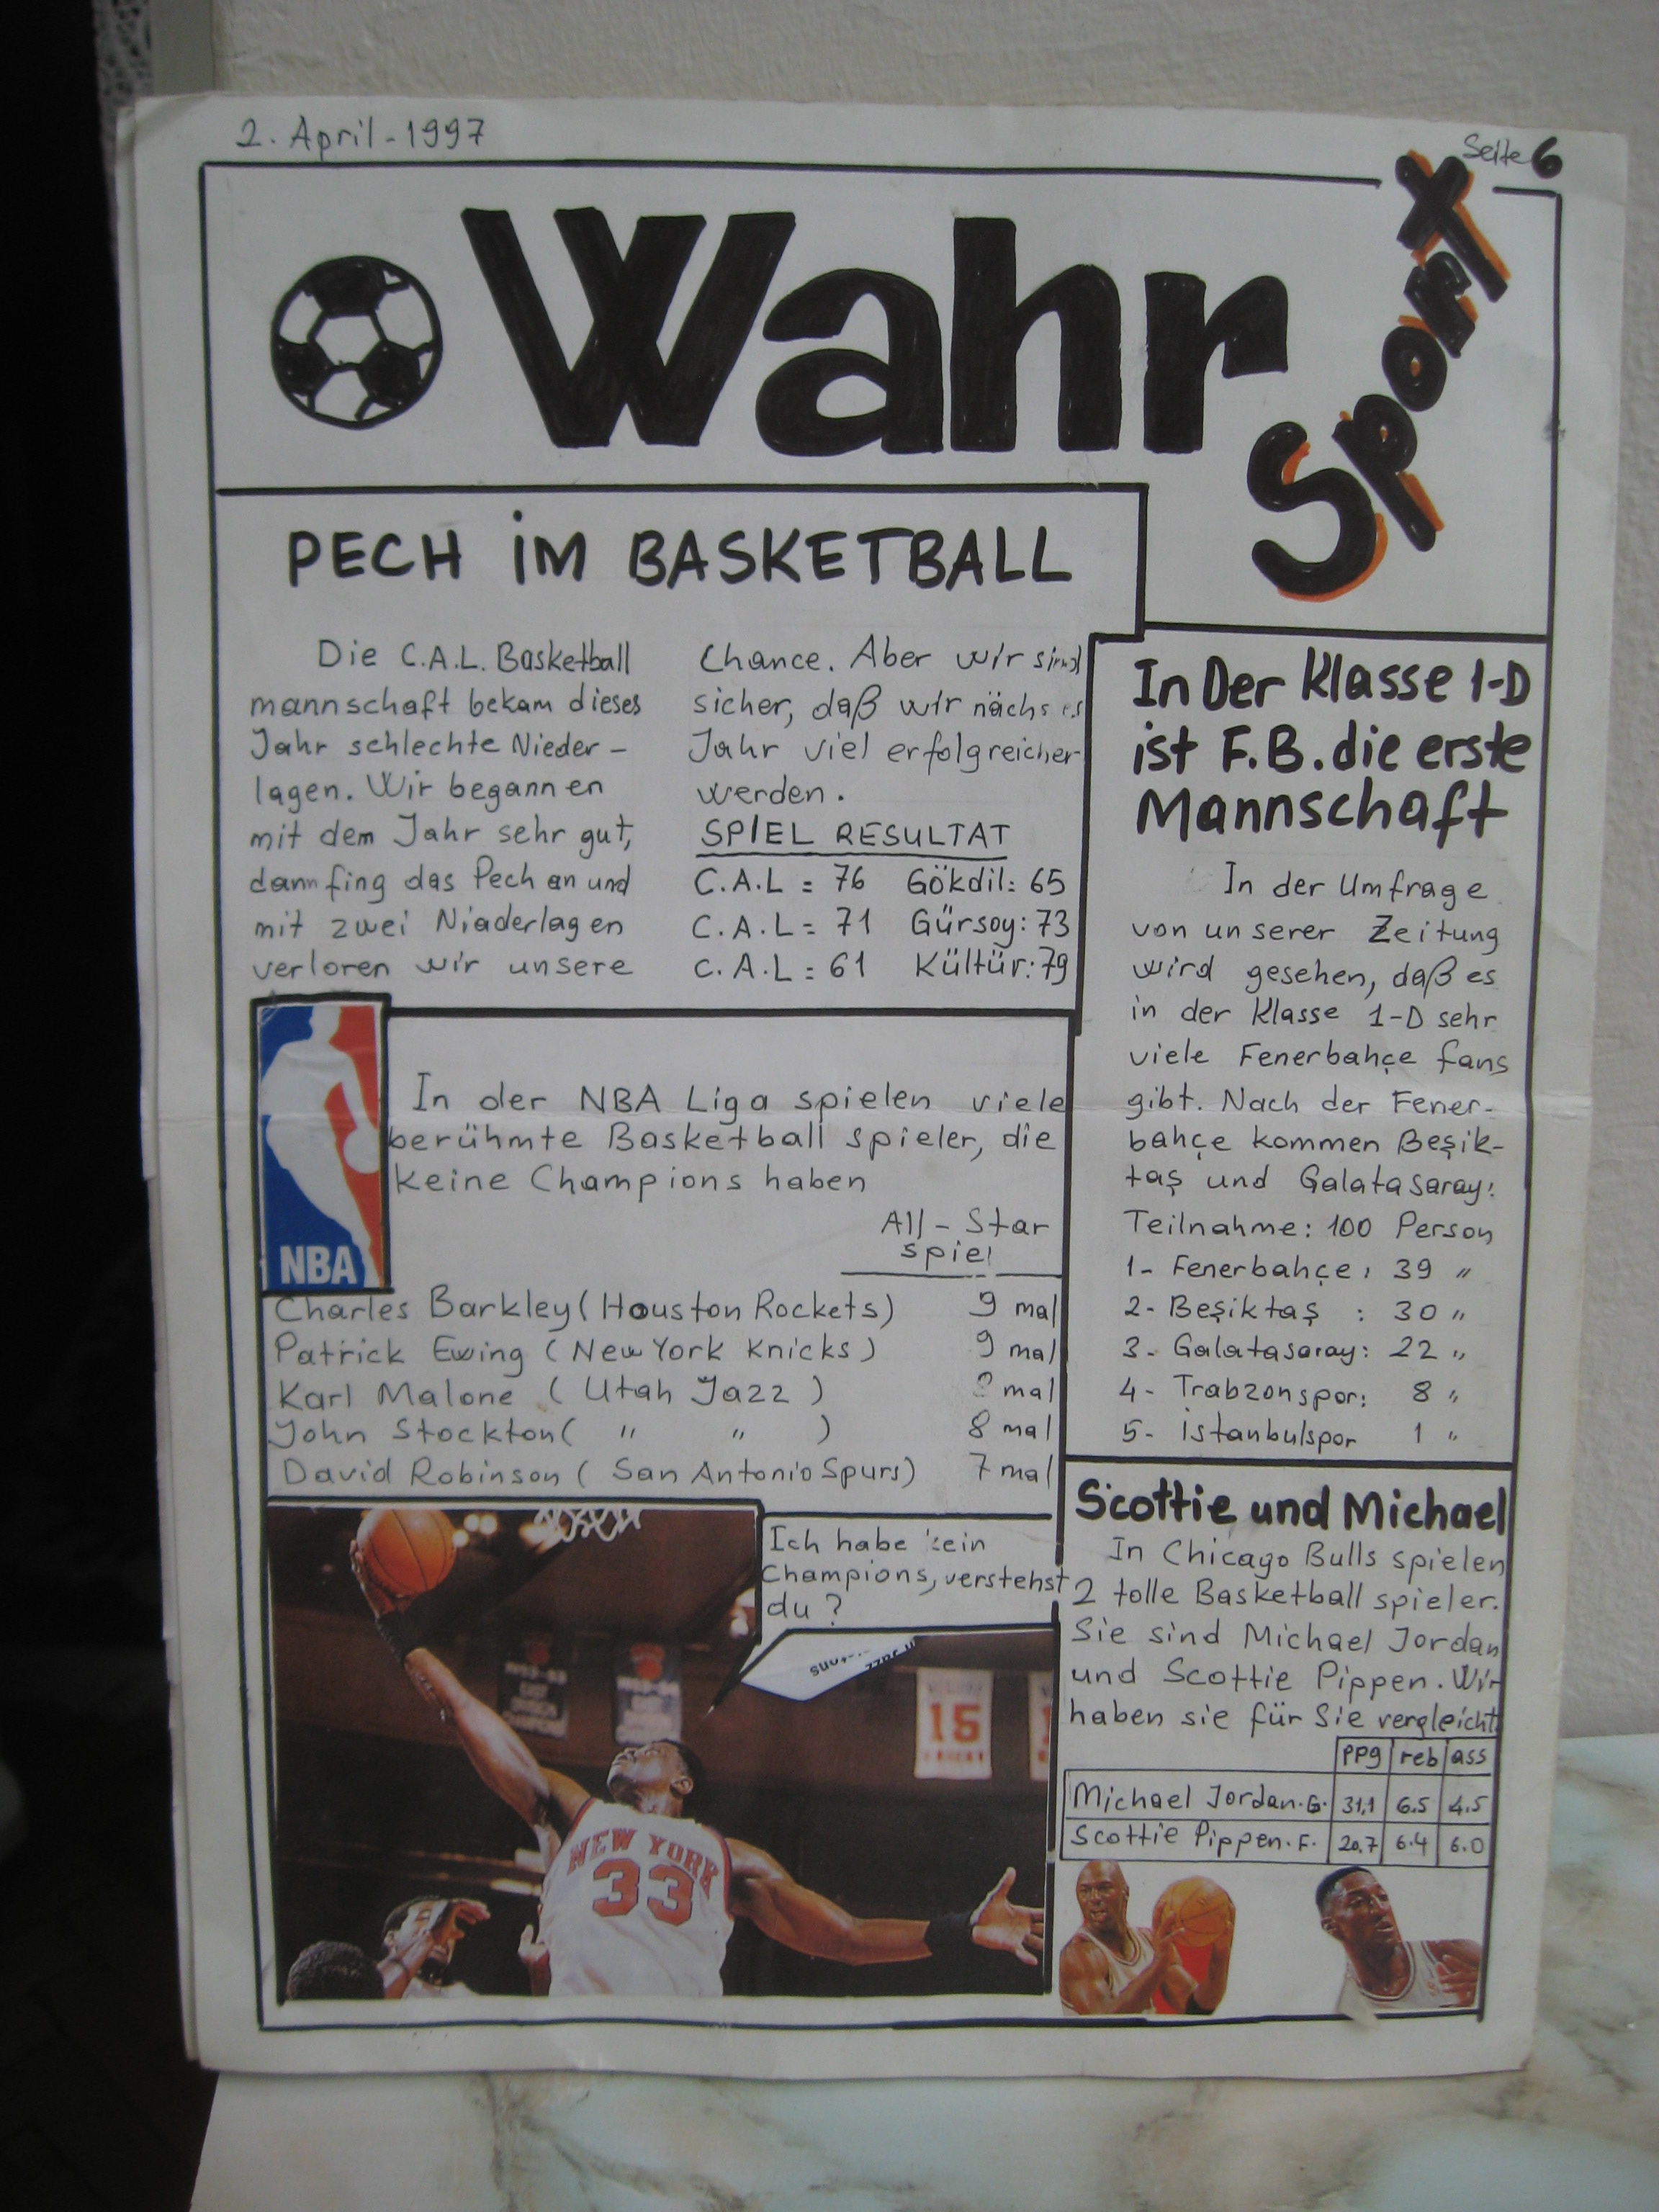 2. April-1997
Seite 6
Wahr
Sport
PECH İM BASKETBALL
Die C.A.L. Basketball
mannschaft bekam dieses
Jahr schlechte Nieder-
lagen. Wir begannen
mit dem Jahr sehr gut,
dann fing das Pech an und
mit zwei Niederlagen
verloren wir unsere
Chance. Aber wir sind
sicher, daß wir nächstes
Jahr viel erfolgreicher
werden.
SPIEL RESULTAT
C.A.L = 76 Gökdil: 65
C.A.L = 71 Gürsoy: 73
C.A.L = 61 Kültür: 79
In Der Klasse 1-D
ist F.B. die erste
Mannschaft
In der Umfrage
von unserer Zeitung
wird gesehen, daß es
in der Klasse 1-D sehr
viele Fenerbahçe fans
gibt. Nach der Fener-
bahçe kommen Beşik-
taş und Galatasaray:
Teilnahme: 100 Person
1- Fenerbahçe: 39 "
2- Beşiktaş : 30 "
3- Galatasaray: 22 "
4- Trabzonspor: 8 "
5- İstanbulspor 1 "
NBA
In der NBA Liga spielen viele
berühmte Basketball spieler, die
keine Champions haben
All-Star
spiel
Charles Barkley (Houston Rockets) 9 mal
Patrick Ewing (New York Knicks) 9 mal
Karl Malone (Utah Jazz) mal
John Stockton ( " " ) 8 mal
David Robinson (San Antonio Spurs) 7 mal
Ich habe kein
Champions, verstehst
du?
15
NEW YORK
33
Scottie und Michael
In Chicago Bulls spielen
2 tolle Basketball spieler.
Sie sind Michael Jordan
und Scottie Pippen. Wir
haben sie für Sie vergleicht.
PPg reb ass
Michael Jordan.G. 31,1 6.5 4.5
Scottie Pippen.F. 20.7 6.4 6.0